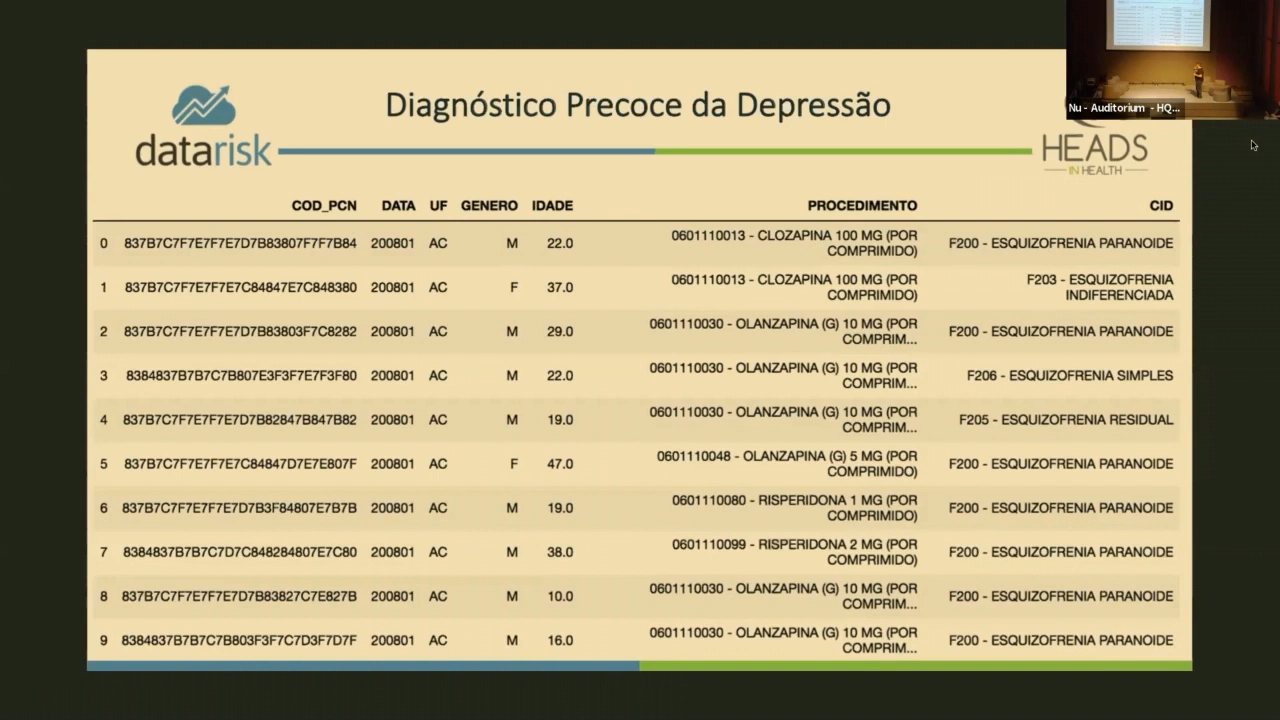 Nu - Auditorium - HQ...
Diagnóstico Precoce da Depressão
datarisk
HEADS
IN HEALTH
COD_PCN DATA UF GENERO IDADE PROCEDIMENTO CID
0 837B7C7F7E7F7E7D7B83807F7F7B84 200801 AC M 22.0 0601110013 - CLOZAPINA 100 MG (POR COMPRIMIDO) F200 - ESQUIZOFRENIA PARANOIDE
1 837B7C7F7E7F7E7C84847E7C848380 200801 AC F 37.0 0601110013 - CLOZAPINA 100 MG (POR COMPRIMIDO) F203 - ESQUIZOFRENIA INDIFERENCIADA
2 837B7C7F7E7F7E7D7B83803F7C8282 200801 AC M 29.0 0601110030 - OLANZAPINA (G) 10 MG (POR COMPRIM... F200 - ESQUIZOFRENIA PARANOIDE
3 8384837B7B7C7B807E3F3F7E7F3F80 200801 AC M 22.0 0601110030 - OLANZAPINA (G) 10 MG (POR COMPRIM... F206 - ESQUIZOFRENIA SIMPLES
4 837B7C7F7E7F7E7D7B82847B847B82 200801 AC M 19.0 0601110030 - OLANZAPINA (G) 10 MG (POR COMPRIM... F205 - ESQUIZOFRENIA RESIDUAL
5 837B7C7F7E7F7E7C84847D7E7E807F 200801 AC F 47.0 0601110048 - OLANZAPINA (G) 5 MG (POR COMPRIMIDO) F200 - ESQUIZOFRENIA PARANOIDE
6 837B7C7F7E7F7E7D7B3F84807E7B7B 200801 AC M 19.0 0601110080 - RISPERIDONA 1 MG (POR COMPRIMIDO) F200 - ESQUIZOFRENIA PARANOIDE
7 8384837B7B7C7D7C848284807E7C80 200801 AC M 38.0 0601110099 - RISPERIDONA 2 MG (POR COMPRIMIDO) F200 - ESQUIZOFRENIA PARANOIDE
8 837B7C7F7E7F7E7D7B83827C7E827B 200801 AC M 10.0 0601110030 - OLANZAPINA (G) 10 MG (POR COMPRIM... F200 - ESQUIZOFRENIA PARANOIDE
9 8384837B7B7C7B803F3F7C7D3F7D7F 200801 AC M 16.0 0601110030 - OLANZAPINA (G) 10 MG (POR COMPRIM... F200 - ESQUIZOFRENIA PARANOIDE